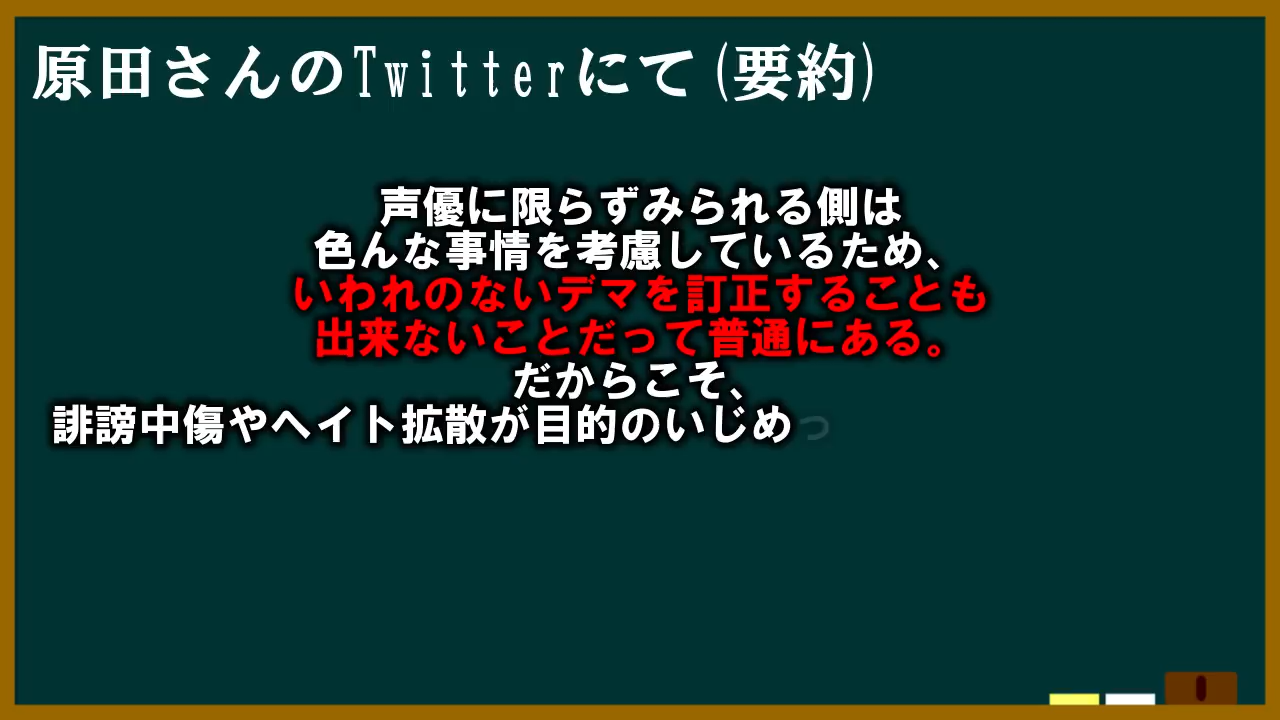 原田さんのTwitterにて(要約)
声優に限らずみられる側は
色んな事情を考慮しているため、
いわれのないデマを訂正することも
出来ないことだって普通にある。
だからこそ、
誹謗中傷やヘイト拡散が目的のいじめっ